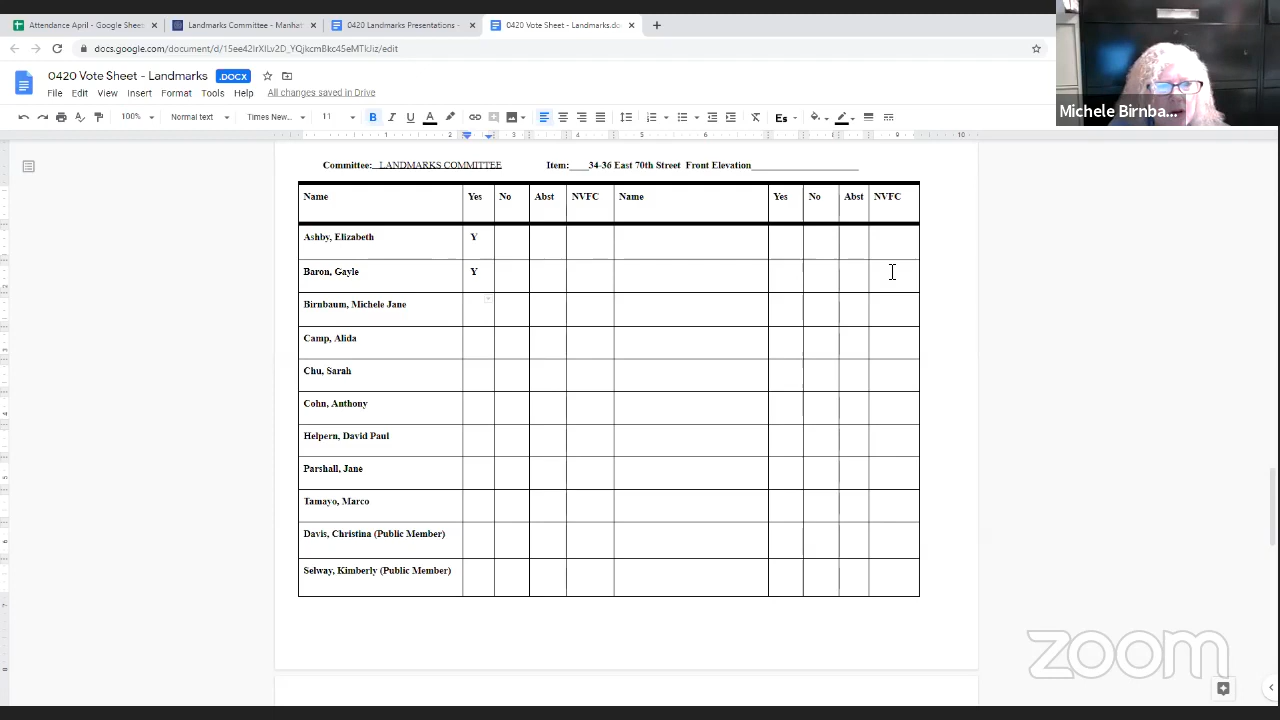 Attendance April - Google Sheet
Landmarks Committee - Manhat
0420 Landmarks Presentations -
0420 Vote Sheet - Landmarks.do
docs.google.com/document/d/15ee42IrXILv2D_YQjkcmBkc45eMTkJiz/edit
0420 Vote Sheet - Landmarks .DOCX
File Edit View Insert Format Tools Help All changes saved in Drive
100% Normal text Times New... 11
Michele Birnba...
Committee: LANDMARKS COMMITTEE Item: 34-36 East 70th Street Front Elevation
Name Yes No Abst NVFC Name Yes No Abst NVFC
Ashby, Elizabeth Y
Baron, Gayle Y
Birnbaum, Michele Jane
Camp, Alida
Chu, Sarah
Cohn, Anthony
Helpern, David Paul
Parshall, Jane
Tamayo, Marco
Davis, Christina (Public Member)
Selway, Kimberly (Public Member)
zoom